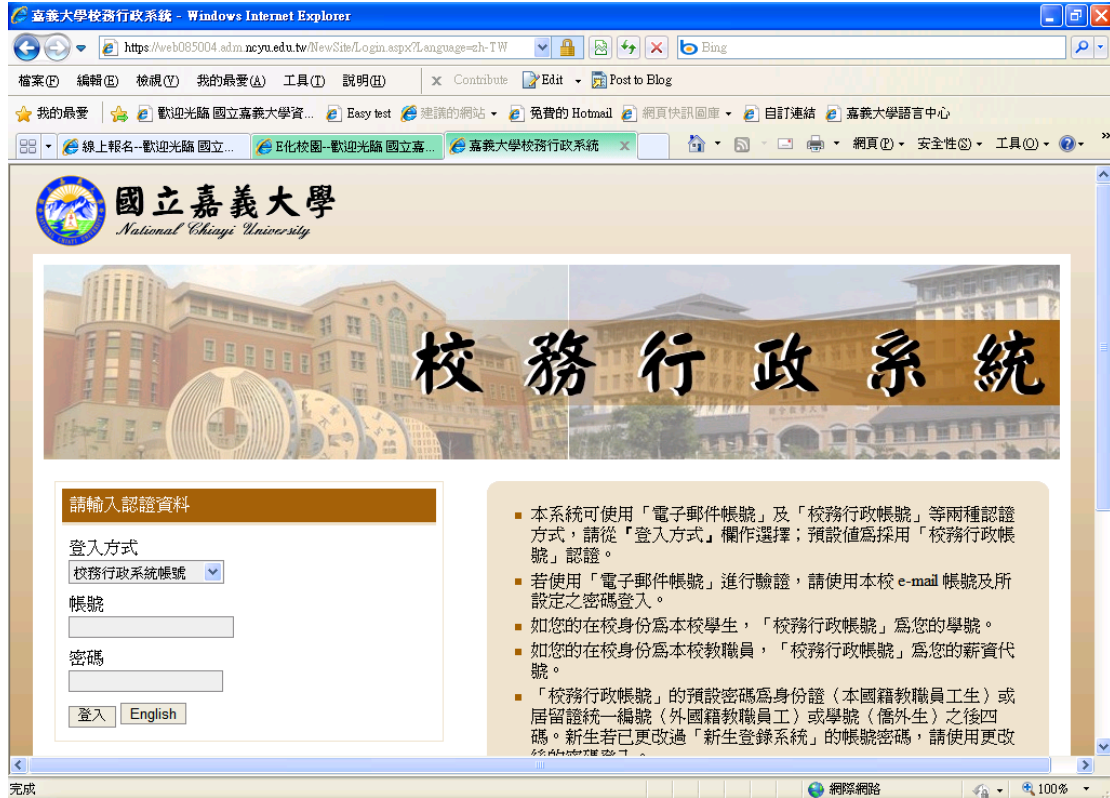 嘉義大學校務行政系統 - Windows Internet Explorer
https://web085004.adm.ncyu.edu.tw/NewSite/Login.aspx?Language=zh-TW
Bing
檔案(F) 編輯(E) 檢視(V) 我的最愛(A) 工具(T) 說明(H) x Contribute Edit Post to Blog
我的最愛 歡迎光臨 國立嘉義大學資... Easy test 建議的網站 免費的 Hotmail 網頁快訊圖庫 自訂連結 嘉義大學語言中心
線上報名--歡迎光臨 國立... E化校園--歡迎光臨 國立嘉... 嘉義大學校務行政系統 x 網頁(P) 安全性(S) 工具(O) »
國立嘉義大學
National Chiayi University
校務行政系統
請輸入認證資料
登入方式
校務行政系統帳號
帳號
密碼
登入 English
本系統可使用「電子郵件帳號」及「校務行政帳號」等兩種認證
方式，請從『登入方式』欄作選擇；預設值為採用「校務行政帳
號」認證。
若使用「電子郵件帳號」進行驗證，請使用本校 e-mail 帳號及所
設定之密碼登入。
如您的在校身份為本校學生，「校務行政帳號」為您的學號。
如您的在校身份為本校教職員，「校務行政帳號」為您的薪資代
號。
「校務行政帳號」的預設密碼為身份證（本國籍教職員工生）或
居留證統一編號（外國籍教職員工）或學號（僑外生）之後四
碼。新生若已更改過「新生登錄系統」的帳號密碼，請使用更改
後的密碼登入。
完成 網際網路 100%